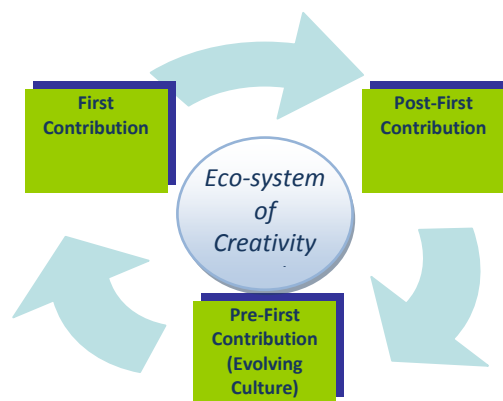 First
Contribution
Post-First
Contribution
Eco-system
of
Creativity
Pre-First
Contribution
(Evolving
Culture)